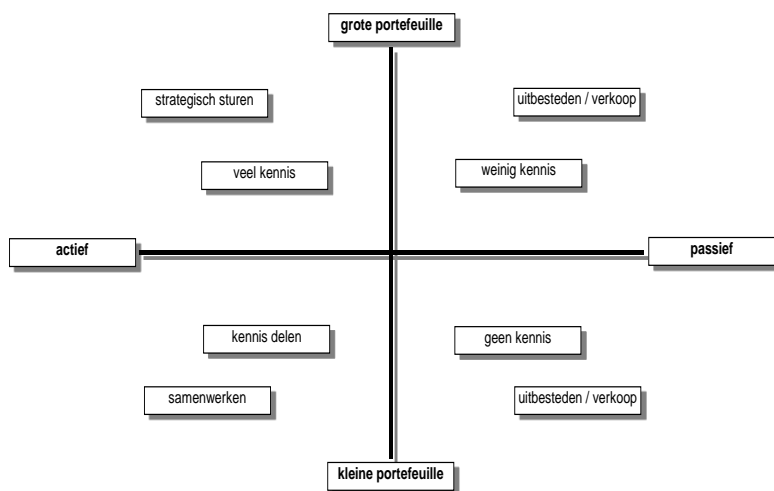 grote portefeuille
strategisch sturen
uitbesteden / verkoop
veel kennis
weinig kennis
actief
passief
kennis delen
geen kennis
samenwerken
uitbesteden / verkoop
kleine portefeuille